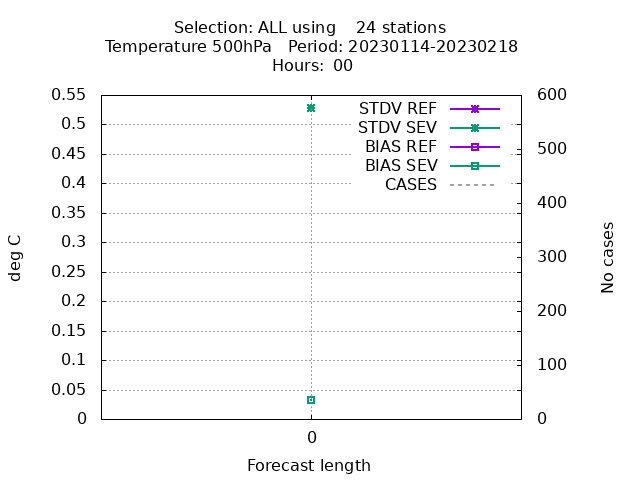 Selection: ALL using    24 stations
Temperature 500hPa   Period: 20230114-20230218
Hours:  00
0.55
0.5
0.45
0.4
0.35
0.3
0.25
0.2
0.15
0.1
0.05
0
deg C
STDV REF
STDV SEV
BIAS REF
BIAS SEV
CASES
600
500
400
300
200
100
0
No cases
0
Forecast length